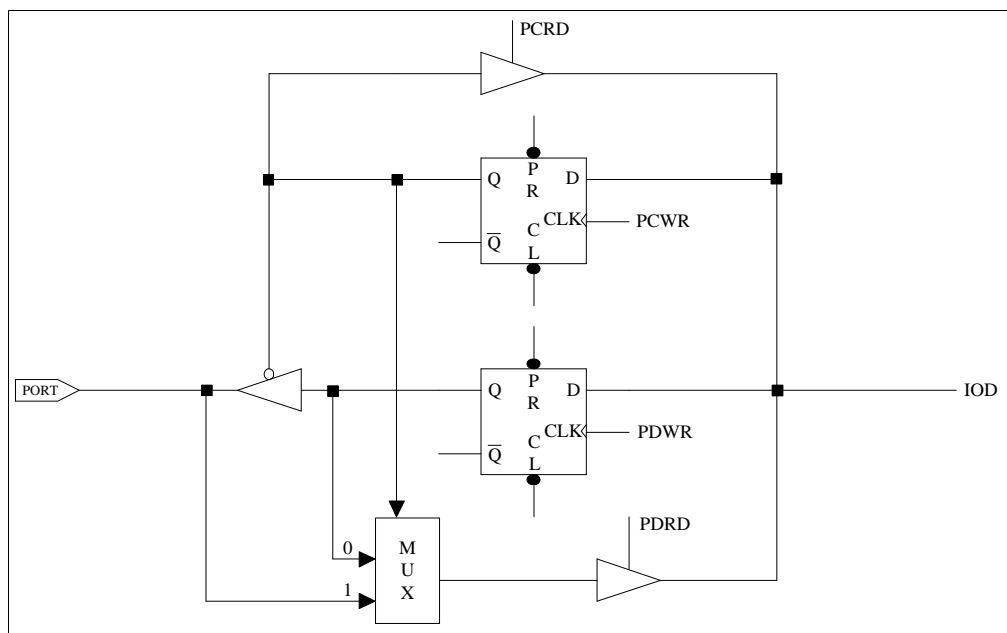 PCRD
Q P R D
CLK PCWR
Q̅ C L
PORT
Q P R D
IOD
CLK PDWR
Q̅ C L
PDRD
0 M U X
1